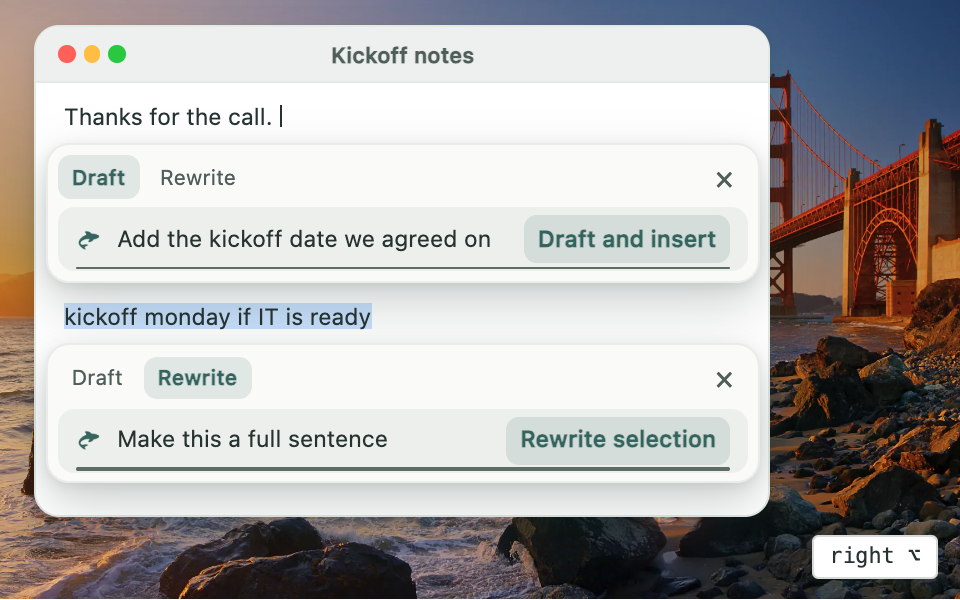 Kickoff notes
Thanks for the call.
Draft Rewrite
Add the kickoff date we agreed on Draft and insert
kickoff monday if IT is ready
Draft Rewrite
Make this a full sentence Rewrite selection
right ⌥